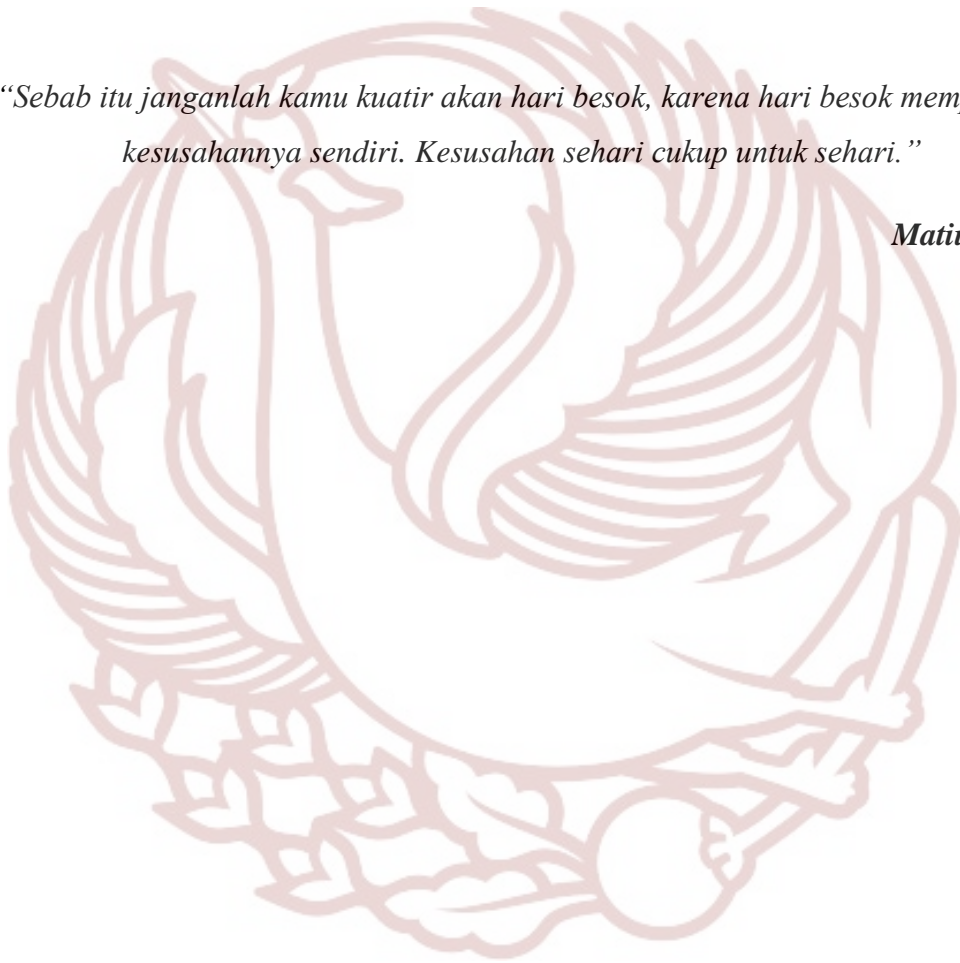 “Sebab itu janganlah kamu kuatir akan hari besok, karena hari besok
kesusahannya sendiri. Kesusahan sehari cukup untuk sehari.”